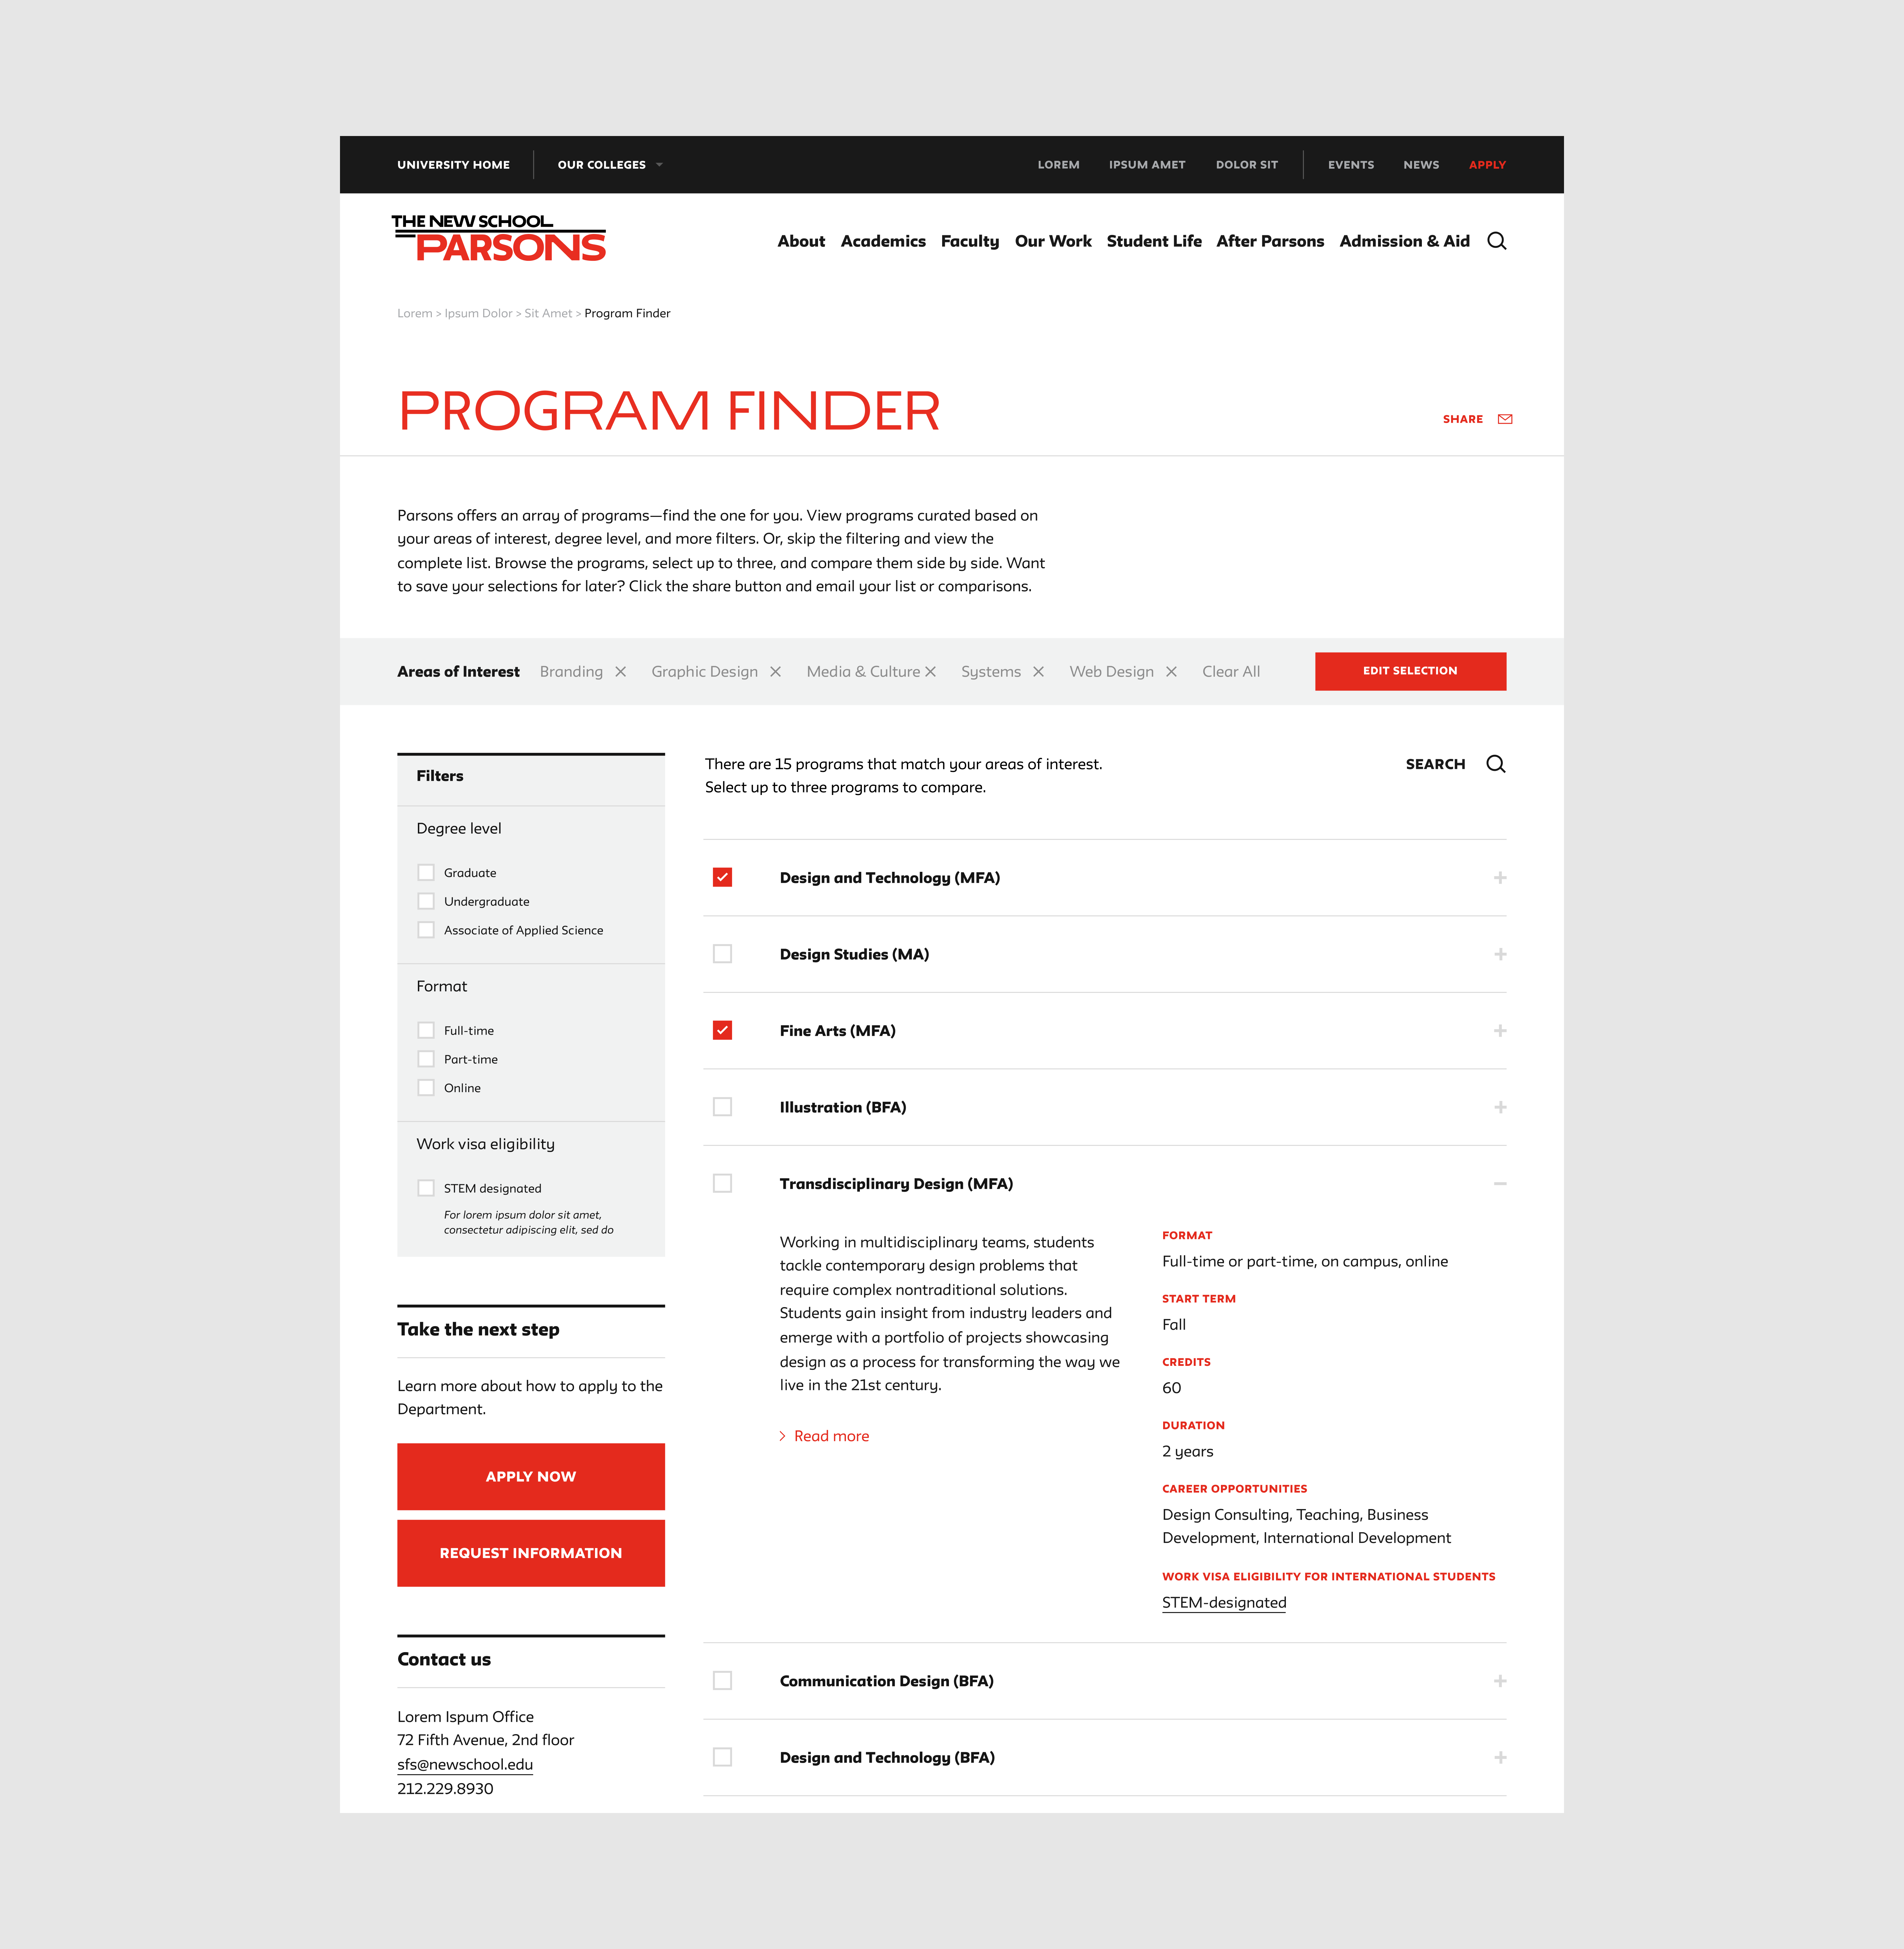 UNIVERSITY HOME OUR COLLEGES LOREM IPSUM AMET DOLOR SIT EVENTS NEWS APPLY
THE NEW SCHOOL
PARSONS
About Academics Faculty Our Work Student Life After Parsons Admission & Aid
Lorem > Ipsum Dolor > Sit Amet > Program Finder
PROGRAM FINDER
SHARE
Parsons offers an array of programs—find the one for you. View programs curated based on
your areas of interest, degree level, and more filters. Or, skip the filtering and view the
complete list. Browse the programs, select up to three, and compare them side by side. Want
to save your selections for later? Click the share button and email your list or comparisons.
Areas of Interest Branding Graphic Design Media & Culture Systems Web Design Clear All EDIT SELECTION
Filters
Degree level
Graduate
Undergraduate
Associate of Applied Science
Format
Full-time
Part-time
Online
Work visa eligibility
STEM designated
For lorem ipsum dolor sit amet,
consectetur adipiscing elit, sed do
Take the next step
Learn more about how to apply to the
Department.
APPLY NOW
REQUEST INFORMATION
Contact us
Lorem Ispum Office
72 Fifth Avenue, 2nd floor
sfs@newschool.edu
212.229.8930
There are 15 programs that match your areas of interest.
Select up to three programs to compare.
SEARCH
Design and Technology (MFA)
Design Studies (MA)
Fine Arts (MFA)
Illustration (BFA)
Transdisciplinary Design (MFA)
Working in multidisciplinary teams, students
tackle contemporary design problems that
require complex nontraditional solutions.
Students gain insight from industry leaders and
emerge with a portfolio of projects showcasing
design as a process for transforming the way we
live in the 21st century.
Read more
FORMAT
Full-time or part-time, on campus, online
START TERM
Fall
CREDITS
60
DURATION
2 years
CAREER OPPORTUNITIES
Design Consulting, Teaching, Business
Development, International Development
WORK VISA ELIGIBILITY FOR INTERNATIONAL STUDENTS
STEM-designated
Communication Design (BFA)
Design and Technology (BFA)